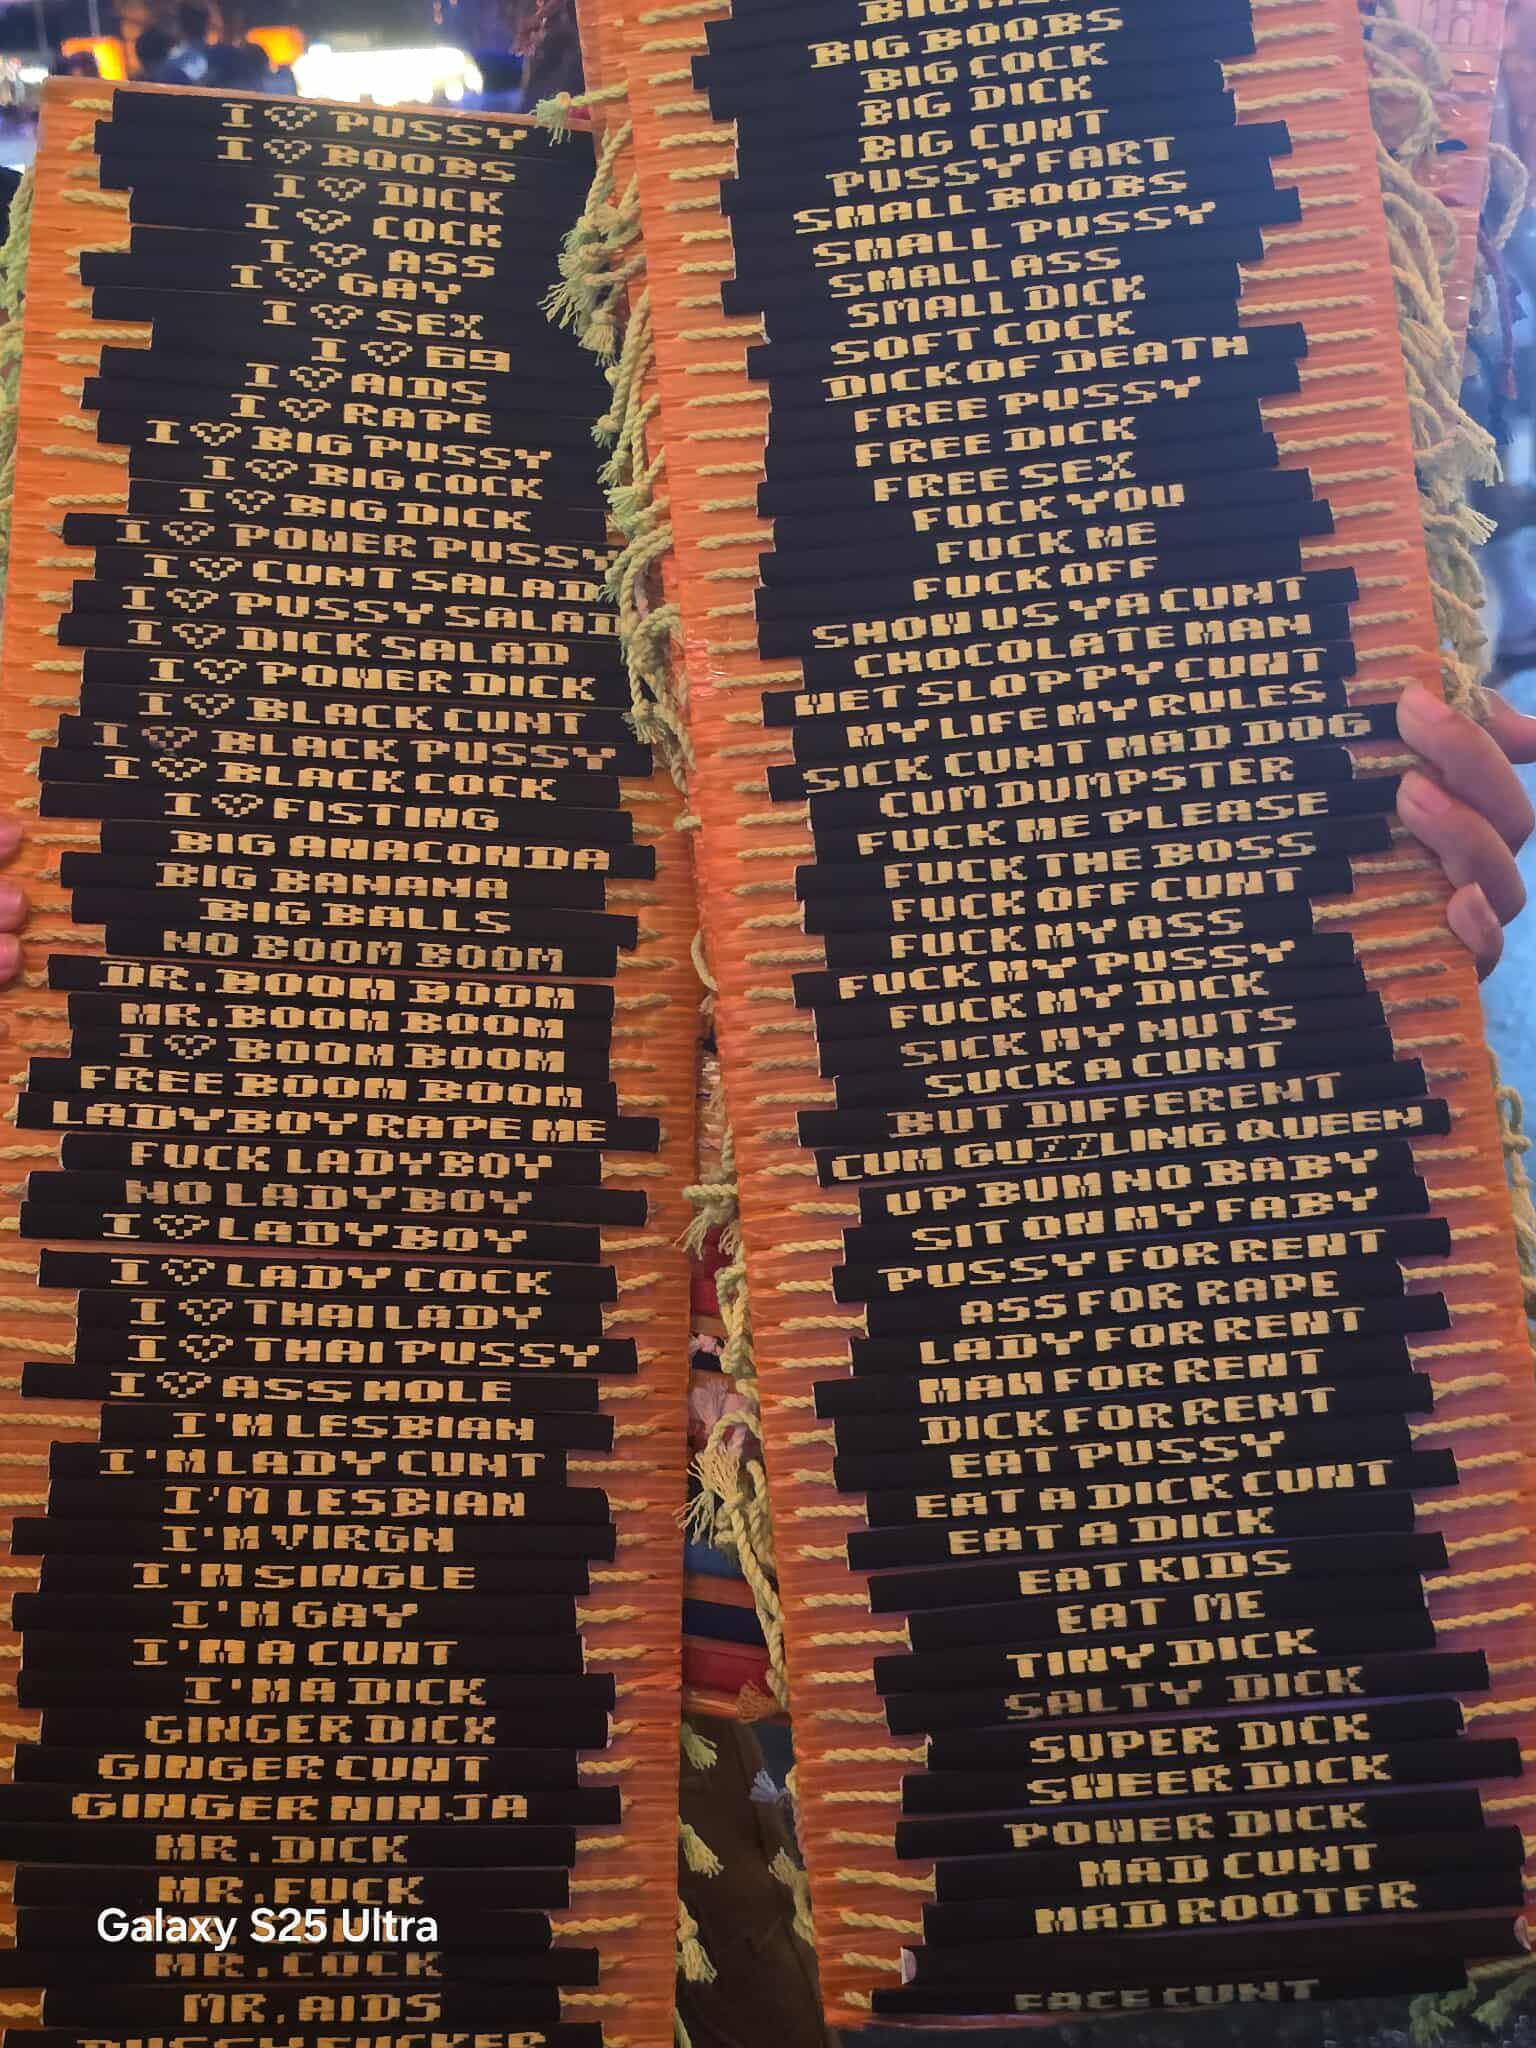 I ♡ PUSSY
I ♡ BOOBS
I ♡ DICK
I ♡ COCK
I ♡ ASS
I ♡ GAY
I ♡ SEX
I ♡ 69
I ♡ AIDS
I ♡ RAPE
I ♡ BIG PUSSY
I ♡ BIG COCK
I ♡ BIG DICK
I ♡ POWER PUSSY
I ♡ CUNT SALAD
I ♡ PUSSY SALAD
I ♡ DICK SALAD
I ♡ POWER DICK
I ♡ BLACK CUNT
I ♡ BLACK PUSSY
I ♡ BLACK COCK
I ♡ FISTING
BIG ANACONDA
BIG BANANA
BIG BALLS
NO BOOM BOOM
DR. BOOM BOOM
MR. BOOM BOOM
I ♡ BOOM BOOM
FREE BOOM BOOM
LADYBOY RAPE ME
FUCK LADYBOY
NO LADYBOY
I ♡ LADYBOY
I ♡ LADY COCK
I ♡ THAI LADY
I ♡ THAI PUSSY
I ♡ ASS HOLE
I'M LESBIAN
I'M LADY CUNT
I'M LESBIAN
I'M VIRGN
I'M SINGLE
I'M GAY
I'M A CUNT
I'M A DICK
GINGER DICK
GINGER CUNT
GINGER NINJA
MR. DICK
MR. FUCK
Galaxy S25 Ultra
MR. COCK
MR. AIDS
PUSSY FUCKER
BIG
BIG BOOBS
BIG COCK
BIG DICK
BIG CUNT
PUSSY FART
SMALL BOOBS
SMALL PUSSY
SMALL ASS
SMALL DICK
SOFT COCK
DICK OF DEATH
FREE PUSSY
FREE DICK
FREE SEX
FUCK YOU
FUCK ME
FUCK OFF
SHOW US YA CUNT
CHOCOLATE MAN
WET SLOPPY CUNT
MY LIFE MY RULES
SICK CUNT MAD DOG
CUM DUMPSTER
FUCK ME PLEASE
FUCK THE BOSS
FUCK OFF CUNT
FUCK MY ASS
FUCK MY PUSSY
FUCK MY DICK
SICK MY NUTS
SUCK A CUNT
BUT DIFFERENT
CUM GUZZLING QUEEN
UP BUM NO BABY
SIT ON MY FABY
PUSSY FOR RENT
ASS FOR RAPE
LADY FOR RENT
MAN FOR RENT
DICK FOR RENT
EAT PUSSY
EAT A DICK CUNT
EAT A DICK
EAT KIDS
EAT ME
TINY DICK
SALTY DICK
SUPER DICK
SWEER DICK
POWER DICK
MAD CUNT
MAD ROOTFR
FACE CUNT